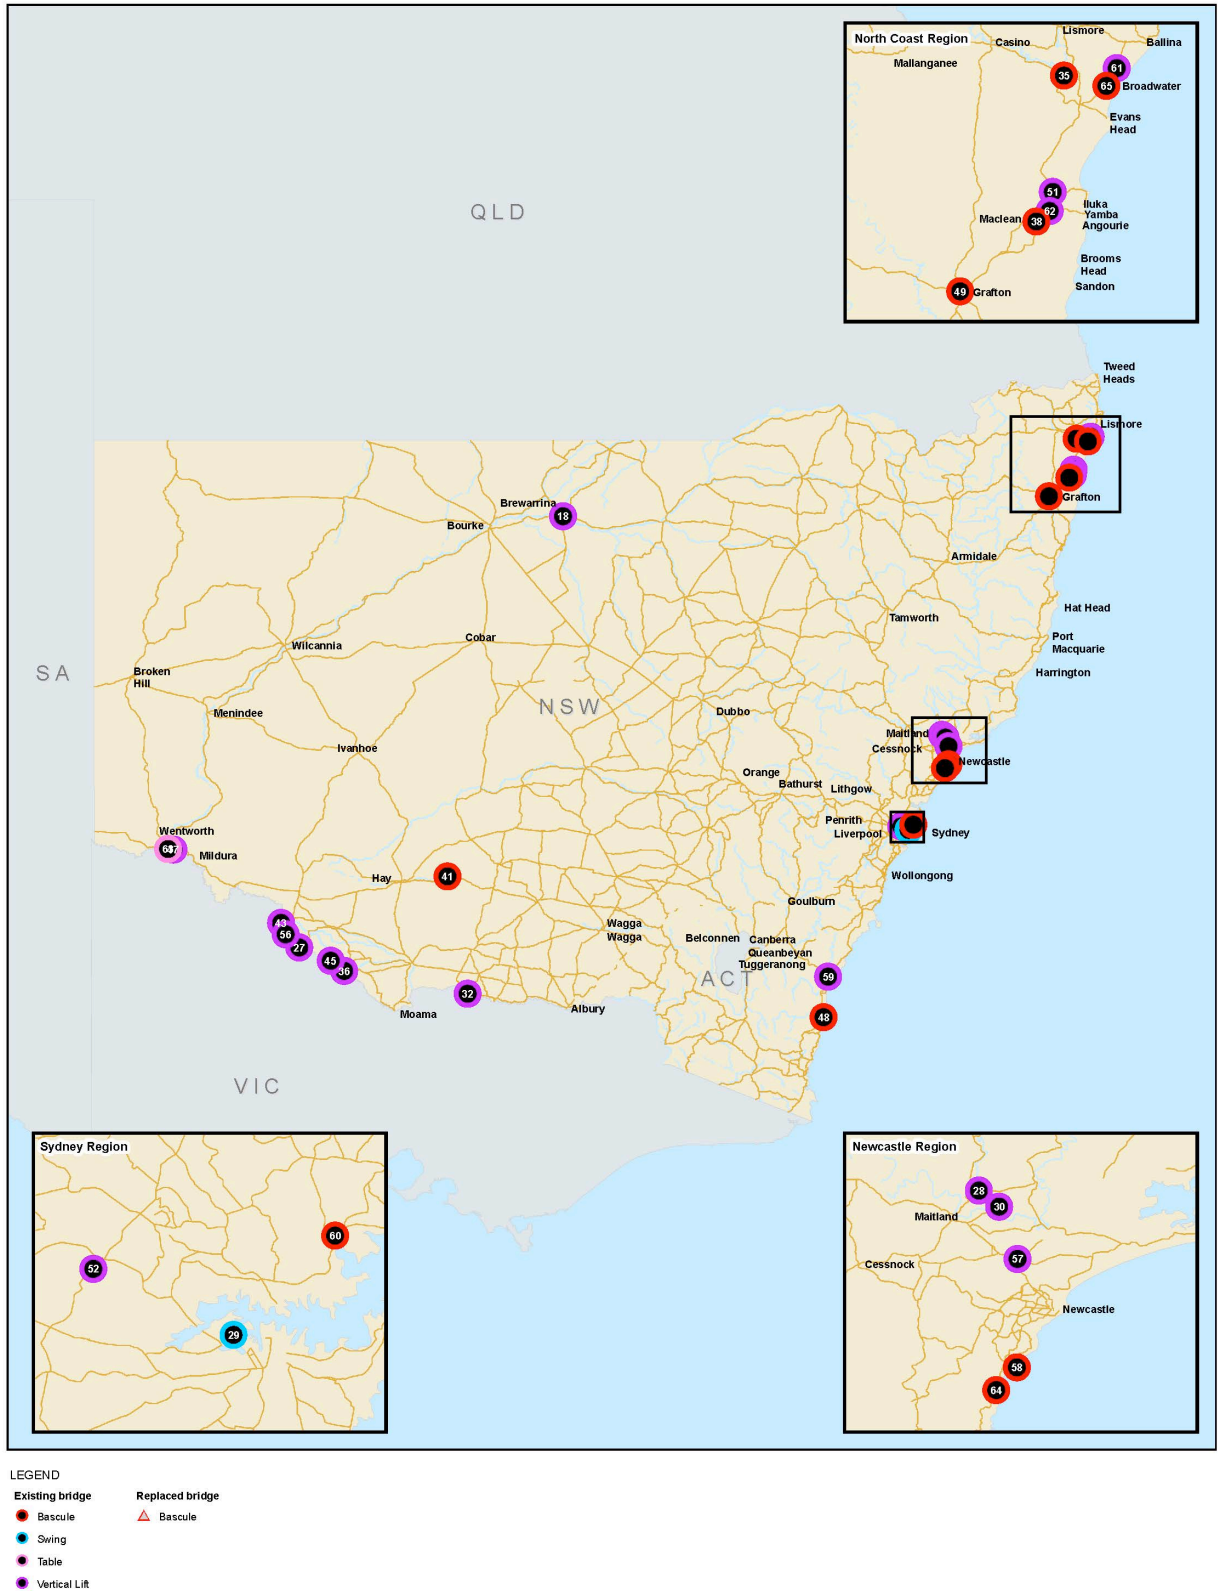 North Coast Region
Lismore
Casino
Ballina
Mallanganee
61
35
65
Broadwater
Evans
Head
51
Iluka
62
Yamba
Maclean
38
Angourie
Brooms
Head
Sandon
49
Grafton
QLD
Tweed
Heads
Lismore
Grafton
Brewarrina
18
Bourke
Armidale
Hat Head
Tamworth
Port
Macquarie
Wilcannia
Cobar
SA
Broken
Hill
Harrington
NSW
Menindee
Dubbo
Maitland
Ivanhoe
Cessnock
Newcastle
Orange
Bathurst
Lithgow
Penrith
Wentworth
Liverpool
Sydney
Mildura
Hay
41
Wollongong
Goulburn
43
Wagga
Wagga
56
Belconnen
Canberra
27
Queanbeyan
45
Tuggeranong
36
ACT
59
32
Moama
Albury
48
VIC
Sydney Region
60
52
29
Newcastle Region
28
30
Maitland
57
Cessnock
Newcastle
58
64
LEGEND
Existing bridge
Replaced bridge
Bascule
Bascule
Swing
Table
Vertical Lift